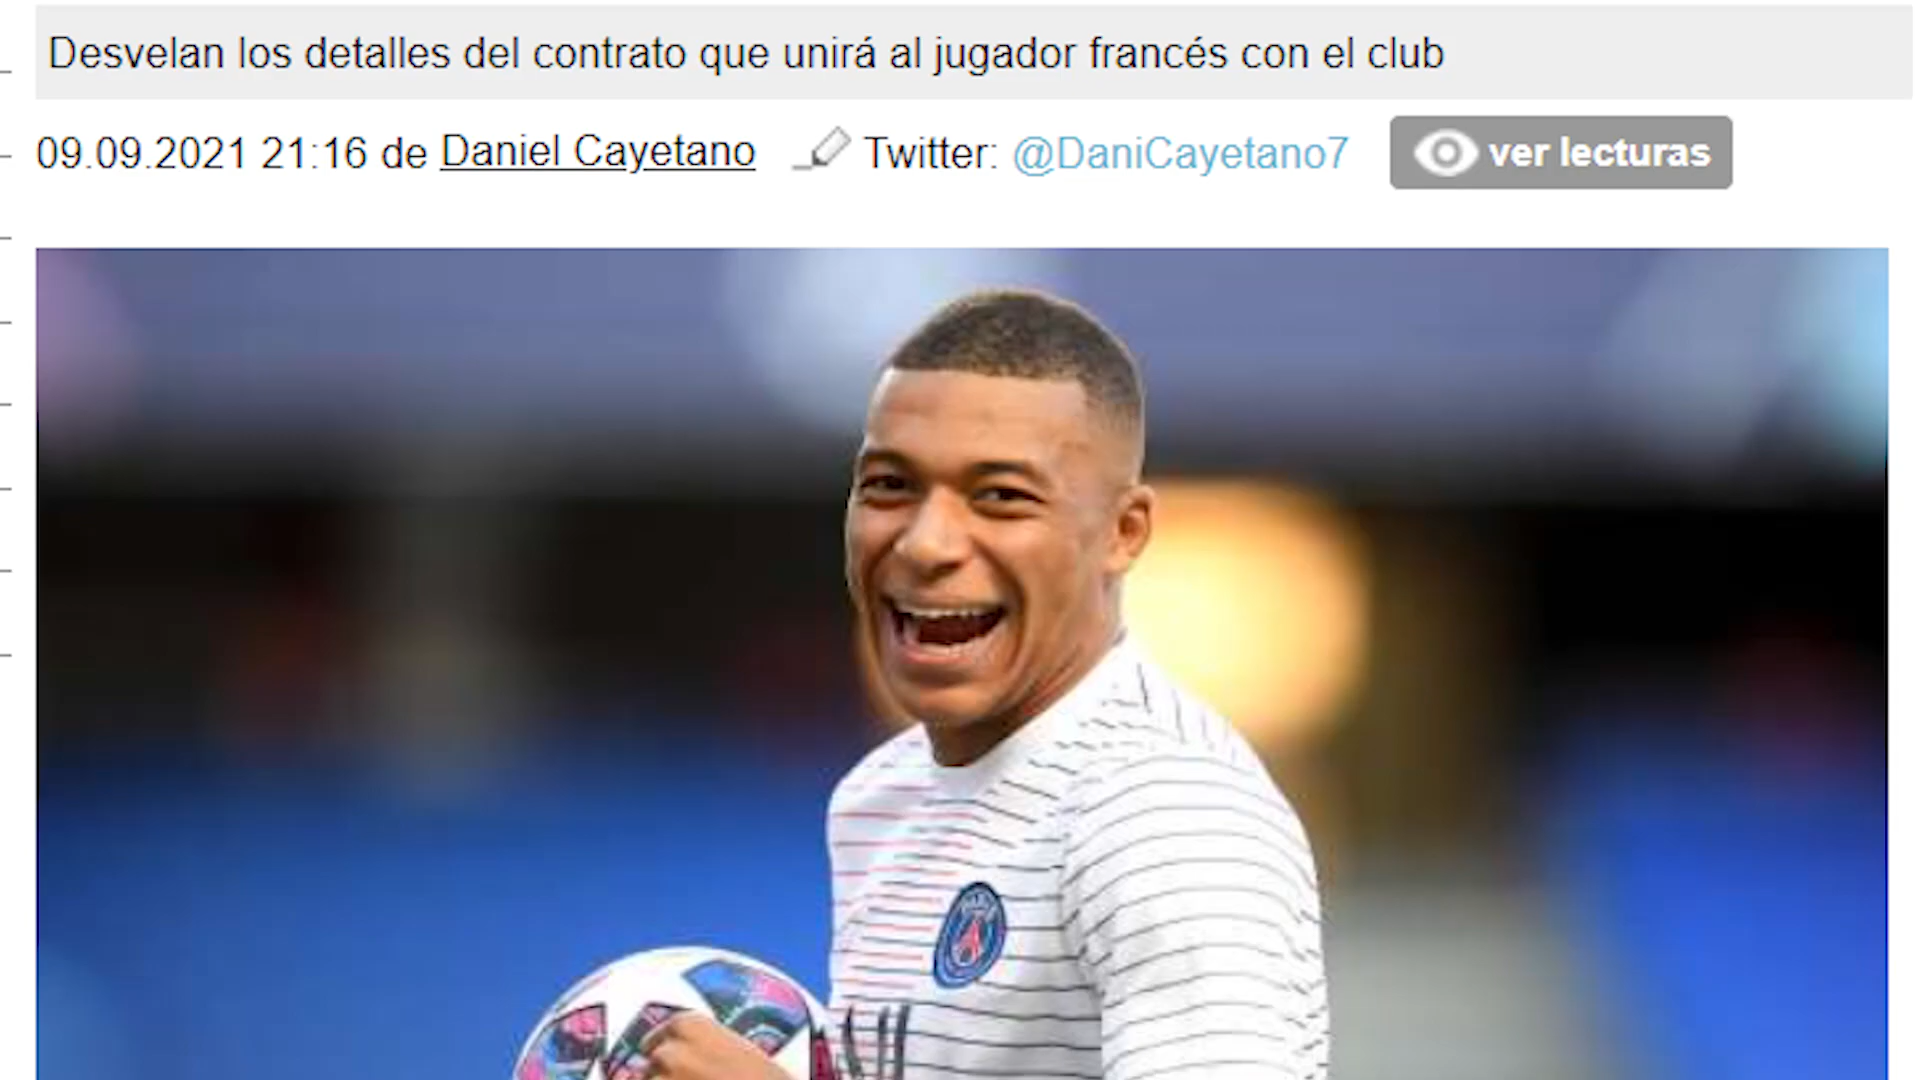 Desvelan los detalles del contrato que unirá al jugador francés con el club
09.09.2021 21:16 de Daniel Cayetano Twitter: @DaniCayetano7 ver lecturas